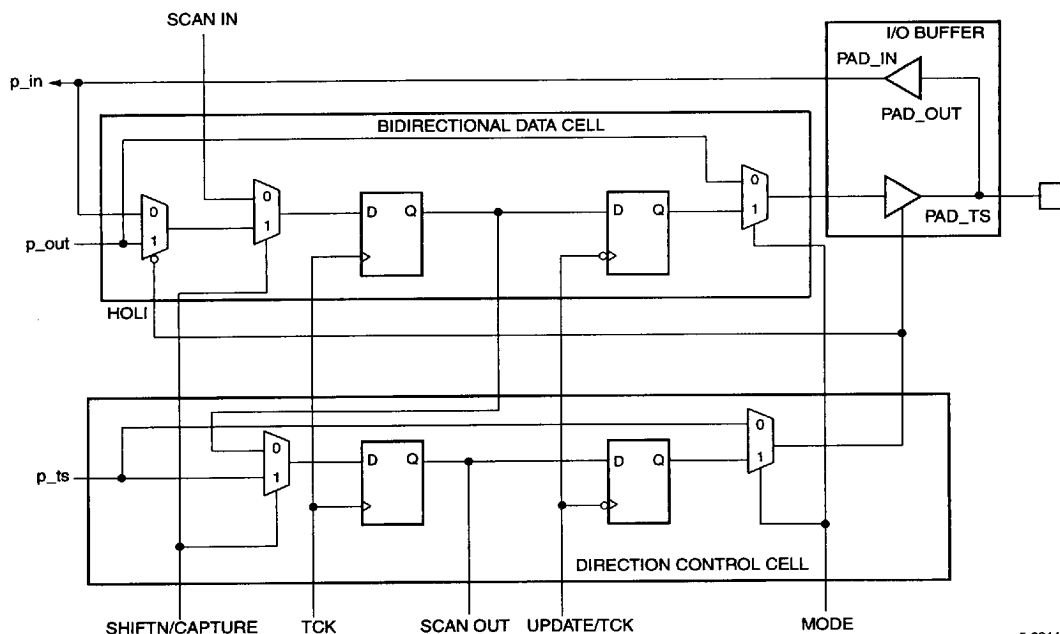 SCAN IN
I/O BUFFER
PAD_IN
p_in
PAD_OUT
BIDIRECTIONAL DATA CELL
0
1
0
1
D Q
D Q
0
1
PAD_TS
p_out
HOLI
0
1
D Q
D Q
0
1
p_ts
DIRECTION CONTROL CELL
SHIFTN/CAPTURE
TCK
SCAN OUT
UPDATE/TCK
MODE